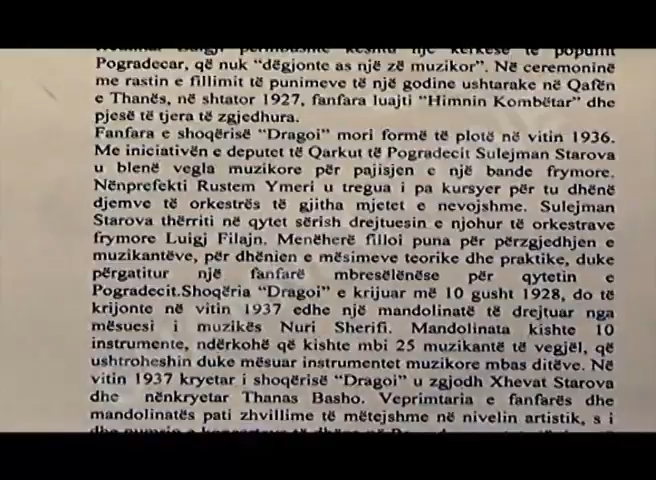 një kërkesë të popullit
Pogradecar, që nuk “dëgjonte as një zë muzikor”. Në ceremoninë
me rastin e fillimit të punimeve të një godine ushtarake në Qafën
e Thanës, në shtator 1927, fanfara luajti “Himnin Kombëtar” dhe
pjesë të tjera të zgjedhura.
Fanfara e shoqërisë “Dragoi” mori formë të plotë në vitin 1936.
Me iniciativën e deputet të Qarkut të Pogradecit Sulejman Starova
u blenë vegla muzikore për pajisjen e një bande frymore.
Nënprefekti Rustem Ymeri u tregua i pa kursyer për tu dhënë
djemve të orkestrës të gjitha mjetet e nevojshme. Sulejman
Starova thërriti në qytet sërish drejtuesin e njohur të orkestrave
frymore Luigj Filajn. Menëherë filloi puna për përzgjedhjen e
muzikantëve, për dhënien e mësimeve teorike dhe praktike, duke
përgatitur një fanfarë mbresëlënëse për qytetin e
Pogradecit.Shoqëria “Dragoi” e krijuar më 10 gusht 1928, do të
krijonte në vitin 1937 edhe një mandolinatë të drejtuar nga
mësuesi i muzikës Nuri Sherifi. Mandolinata kishte 10
instrumente, ndërkohë që kishte mbi 25 muzikantë të vegjël, që
ushtroheshin duke mësuar instrumentet muzikore mbas ditëve. Në
vitin 1937 kryetar i shoqërisë “Dragoi” u zgjodh Xhevat Starova
dhe nënkryetar Thanas Basho. Veprimtaria e fanfarës dhe
mandolinatës pati zhvillime të mëtejshme në nivelin artistik, s i